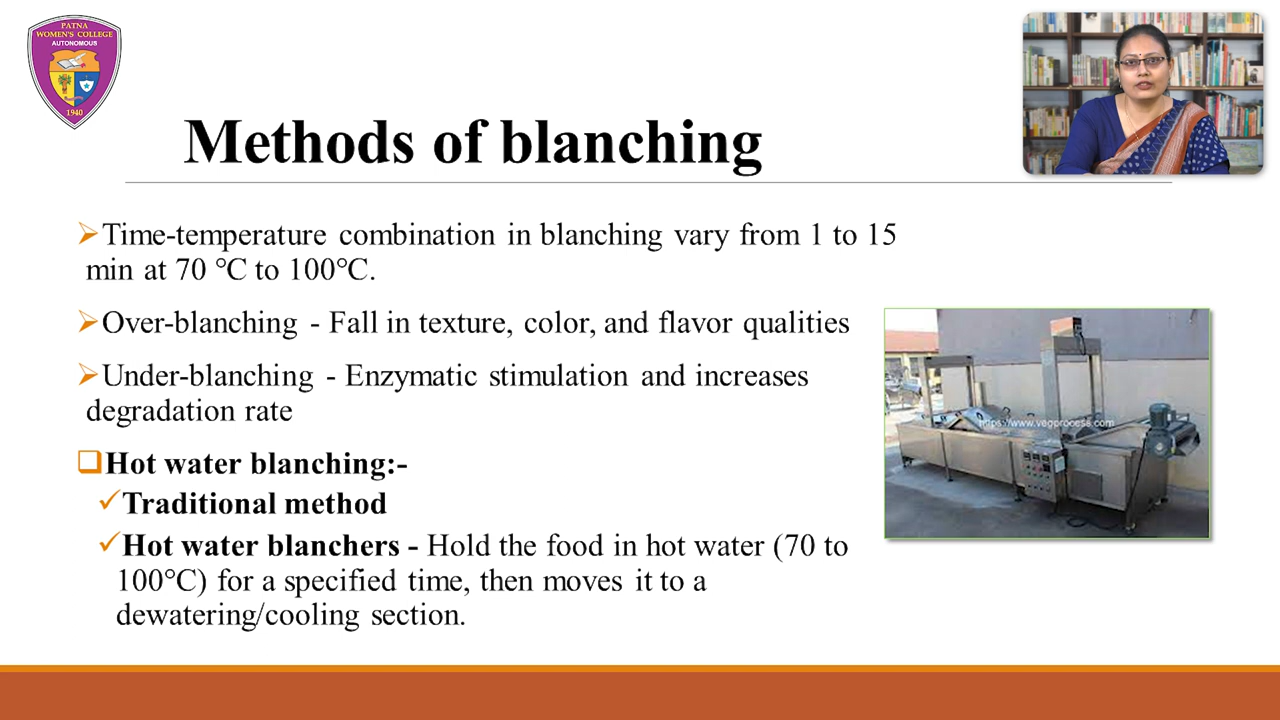 PATNA
WOMEN'S COLLEGE
AUTONOMOUS
1940
Methods of blanching
Time-temperature combination in blanching vary from 1 to 15
min at 70 ℃ to 100℃.
Over-blanching - Fall in texture, color, and flavor qualities
Under-blanching - Enzymatic stimulation and increases
degradation rate
Hot water blanching:-
Traditional method
Hot water blanchers - Hold the food in hot water (70 to
100°C) for a specified time, then moves it to a
dewatering/cooling section.
https://www.vegprocess.com